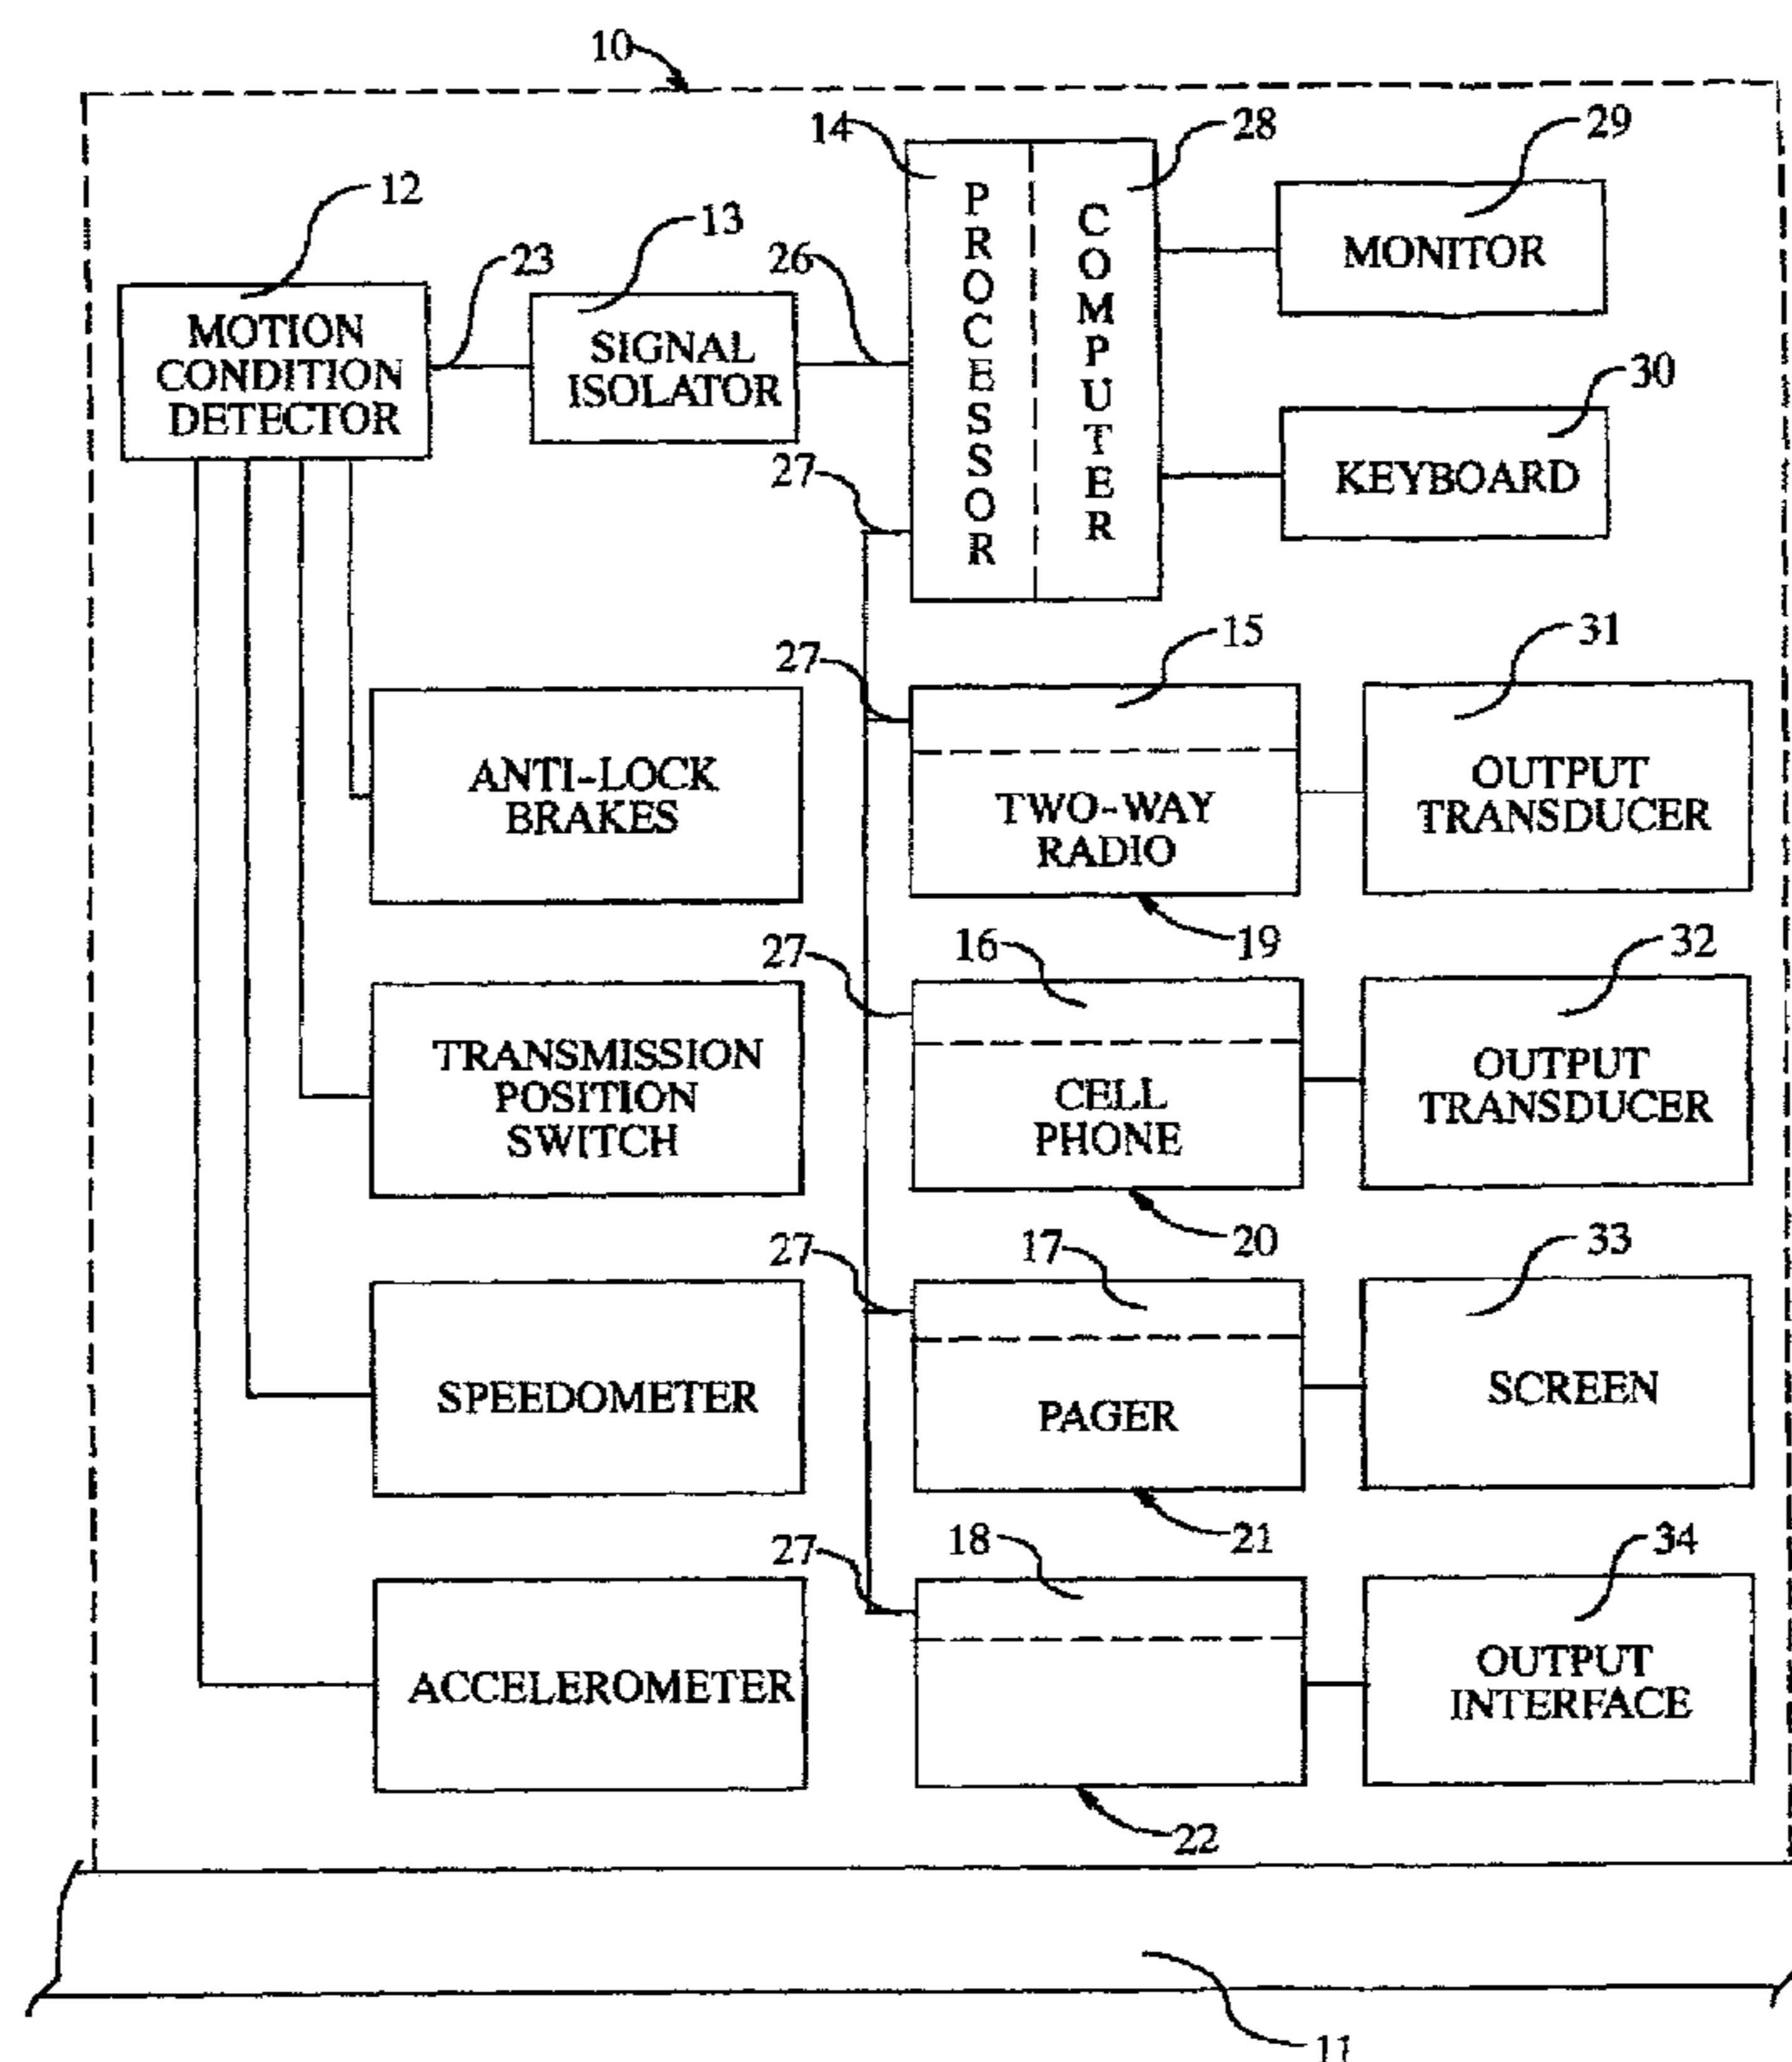 10
14
28
29
12
13
PROCESSOR
COMPUTER
23
26
MONITOR
MOTION
CONDITION
DETECTOR
SIGNAL
ISOLATOR
30
27
KEYBOARD
27
15
31
ANTI-LOCK
BRAKES
TWO-WAY
RADIO
OUTPUT
TRANSDUCER
19
27
16
32
TRANSMISSION
POSITION
SWITCH
CELL
PHONE
OUTPUT
TRANSDUCER
20
27
17
33
SPEEDOMETER
PAGER
SCREEN
21
27
18
34
ACCELEROMETER
OUTPUT
INTERFACE
22
11